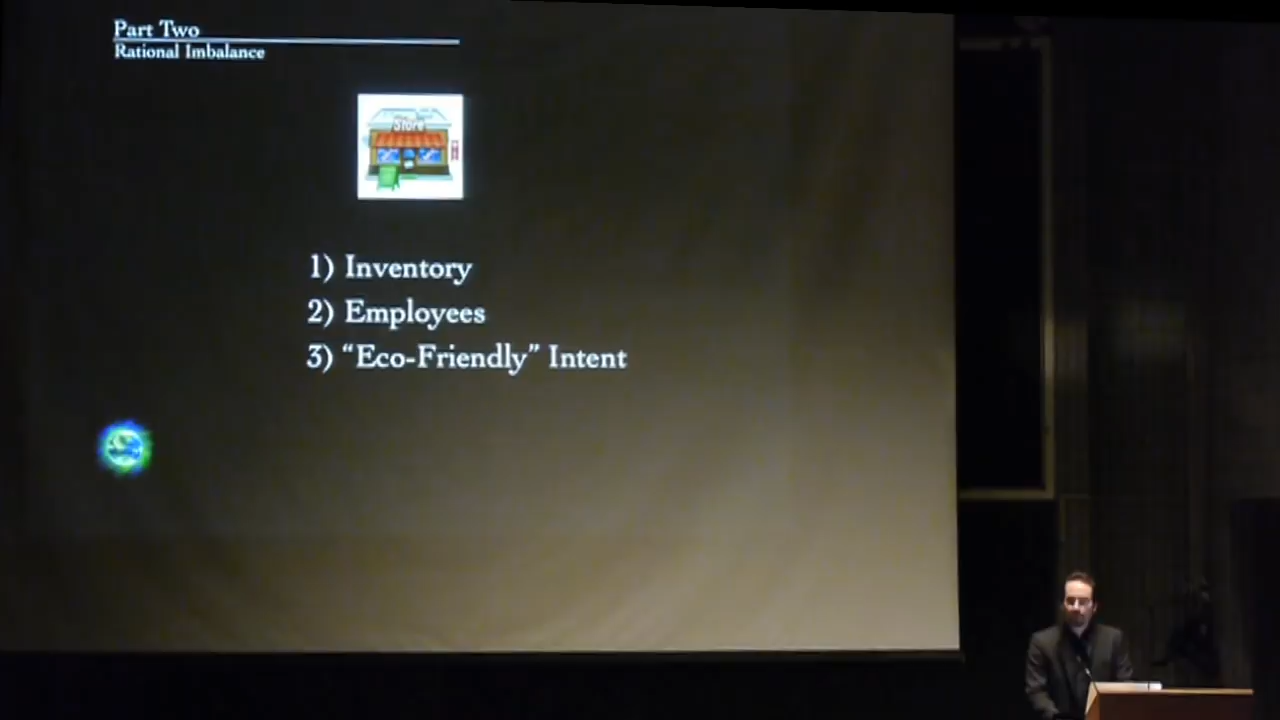 Part Two
Rational Imbalance
Store
1) Inventory
2) Employees
3) “Eco-Friendly” Intent